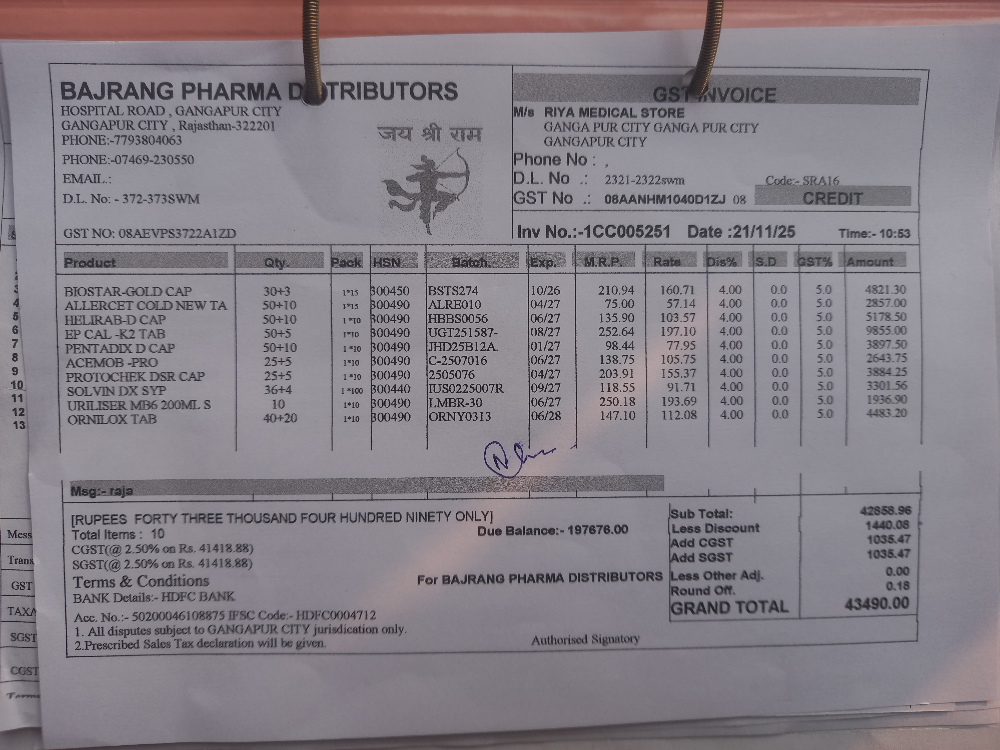 BAJRANG PHARMA D TRIBUTORS
HOSPITAL ROAD , GANGAPUR CITY
GANGAPUR CITY , Rajasthan-322201
PHONE:-7793804063
PHONE:-07469-230550
EMAIL.:
D.L. No: - 372-373SWM
GST NO: 08AEVPS3722A1ZD
जय श्री राम
GST INVOICE
M/s RIYA MEDICAL STORE
GANGA PUR CITY GANGA PUR CITY
GANGAPUR CITY
Phone No : .
D.L. No .: 2321-2322swm Code:- SRA16
GST No .: 08AANHM1040D1ZJ 08 CREDIT
Inv No.:-1CC005251 Date :21/11/25 Time:- 10:53
Product Qty. Pack HSN Batch. Exp. M.R.P. Rate Dis% S.D GST% Amount
BIOSTAR-GOLD CAP 30+3 1*15 300450 BSTS274 10/26 210.94 160.71 4.00 0.0 5.0 4821.30
ALLERCET COLD NEW TA 50+10 1*15 300490 ALRE010 04/27 75.00 57.14 4.00 0.0 5.0 2857.00
HELIRAB-D CAP 50+10 1*10 300490 HBBS0056 06/27 135.90 103.57 4.00 0.0 5.0 5178.50
EP CAL -K2 TAB 50+5 1*10 300490 UGT251587- 08/27 252.64 197.10 4.00 0.0 5.0 9855.00
PENTADIX D CAP 50+10 1*10 300490 JHD25B12A 01/27 98.44 77.95 4.00 0.0 5.0 3897.50
ACEMOB -PRO 25+5 1*10 300490 C-2507016 06/27 138.75 105.75 4.00 0.0 5.0 2643.75
PROTOCHEK DSR CAP 25+5 1*10 300490 2505076 04/27 203.91 155.37 4.00 0.0 5.0 3884.25
SOLVIN DX SYP 36+4 1*100 300440 IUS0225007R 09/27 118.55 91.71 4.00 0.0 5.0 3301.56
URILISER MB6 200ML S 10 1*10 300490 LMBR-30 06/27 250.18 193.69 4.00 0.0 5.0 1936.90
ORNILOX TAB 40+20 1*10 300490 ORNY0313 06/28 147.10 112.08 4.00 0.0 5.0 4483.20
Msg:- raja
[RUPEES FORTY THREE THOUSAND FOUR HUNDRED NINETY ONLY]
Total Items : 10 Due Balance:- 197676.00
CGST(@ 2.50% on Rs. 41418.88)
SGST(@ 2.50% on Rs. 41418.88)
Terms & Conditions
BANK Details:- HDFC BANK
Acc. No.:- 50200046108875 IFSC Code:- HDFC0004712
1. All disputes subject to GANGAPUR CITY jurisdication only.
2.Prescribed Sales Tax declaration will be given.
For BAJRANG PHARMA DISTRIBUTORS
Authorised Signatory
Sub Total: 42858.96
Less Discount 1440.08
Add CGST 1035.47
Add SGST 1035.47
Less Other Adj. 0.00
Round Off. 0.18
GRAND TOTAL 43490.00
3
4
5
6
7
8
9
10
11
12
13
Mess
Trans
GST
TAXA
SGST
CGST
Terms